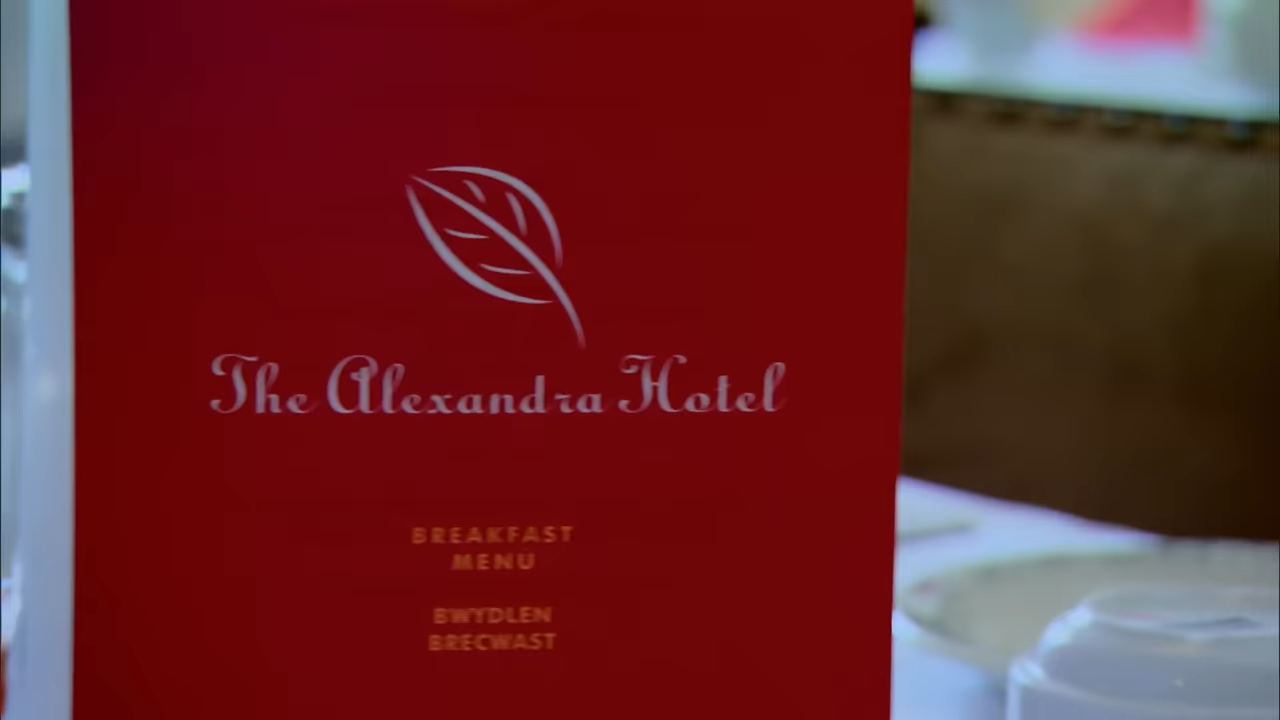 The Alexandra Hotel
BREAKFAST
MENU
BWYDLEN
BRECWAST